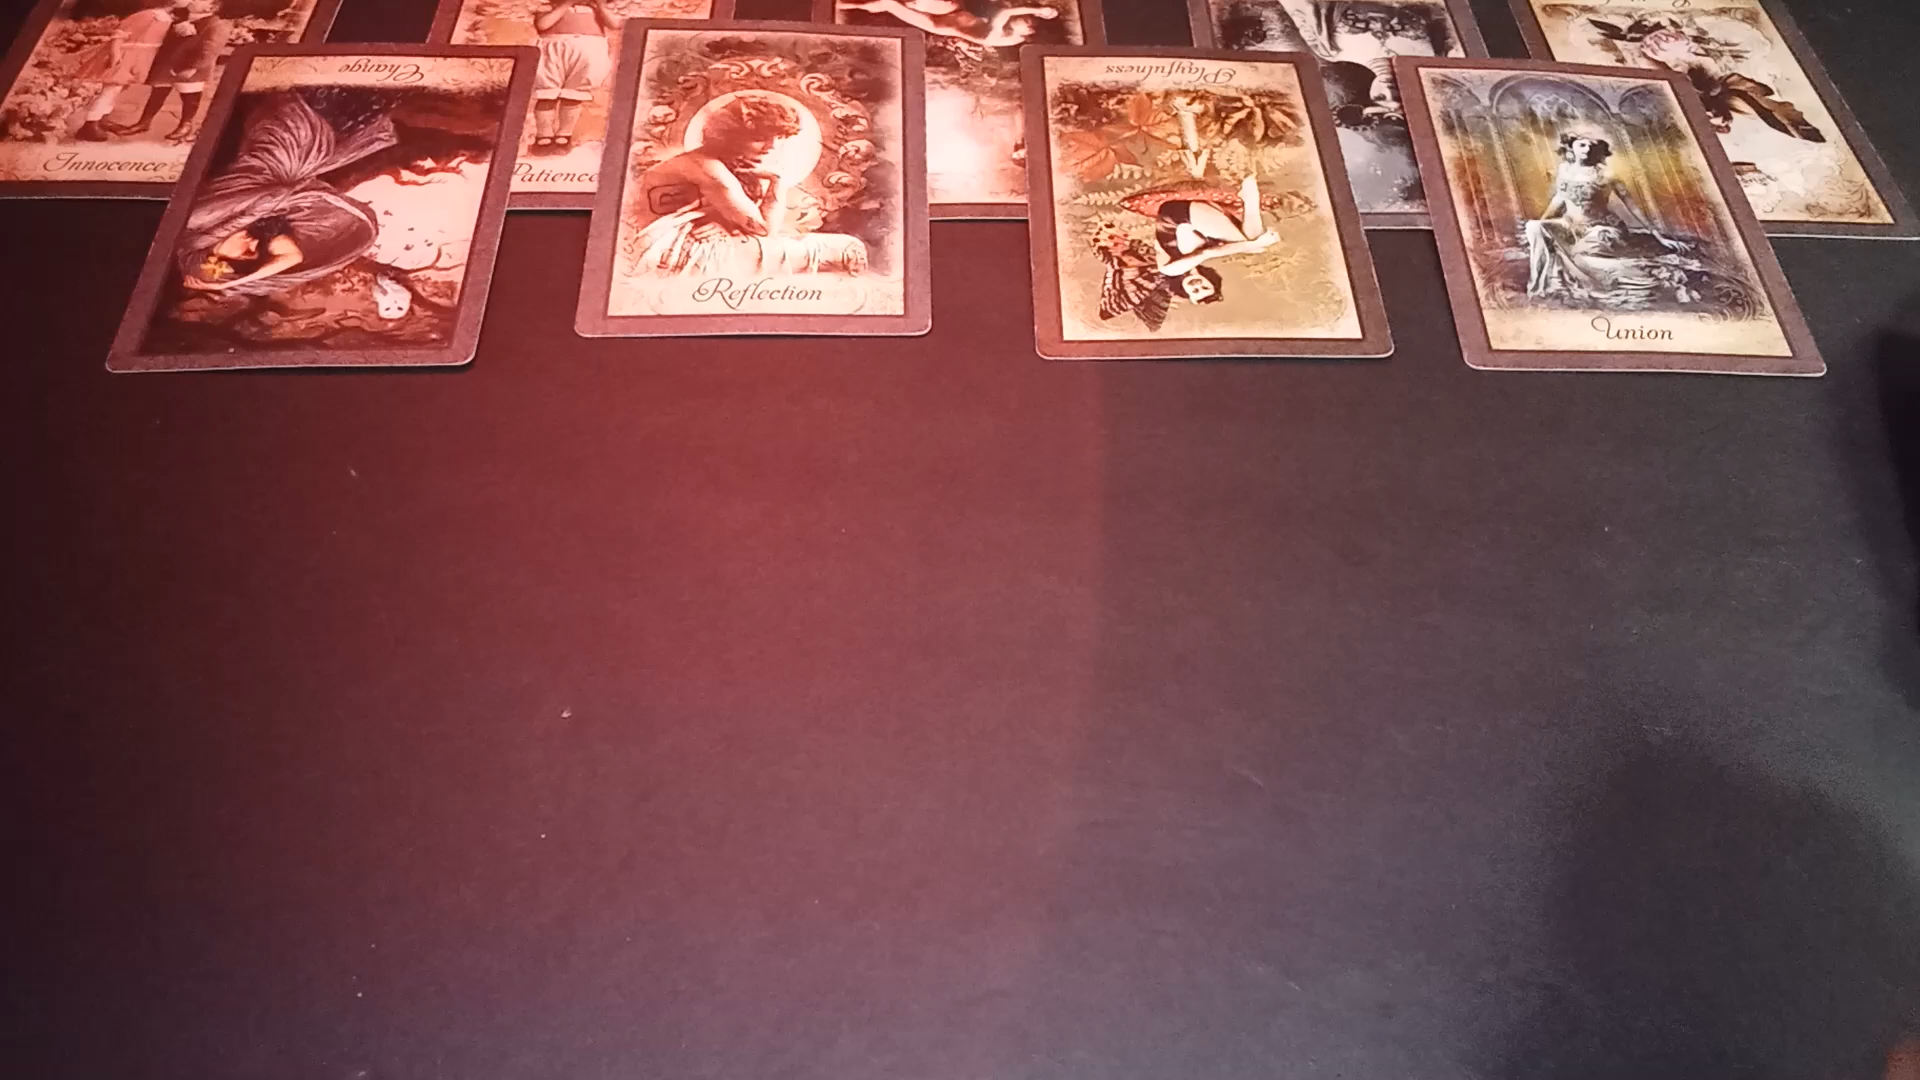 Innocence
Patience
Change
Reflection
Playfulness
Union